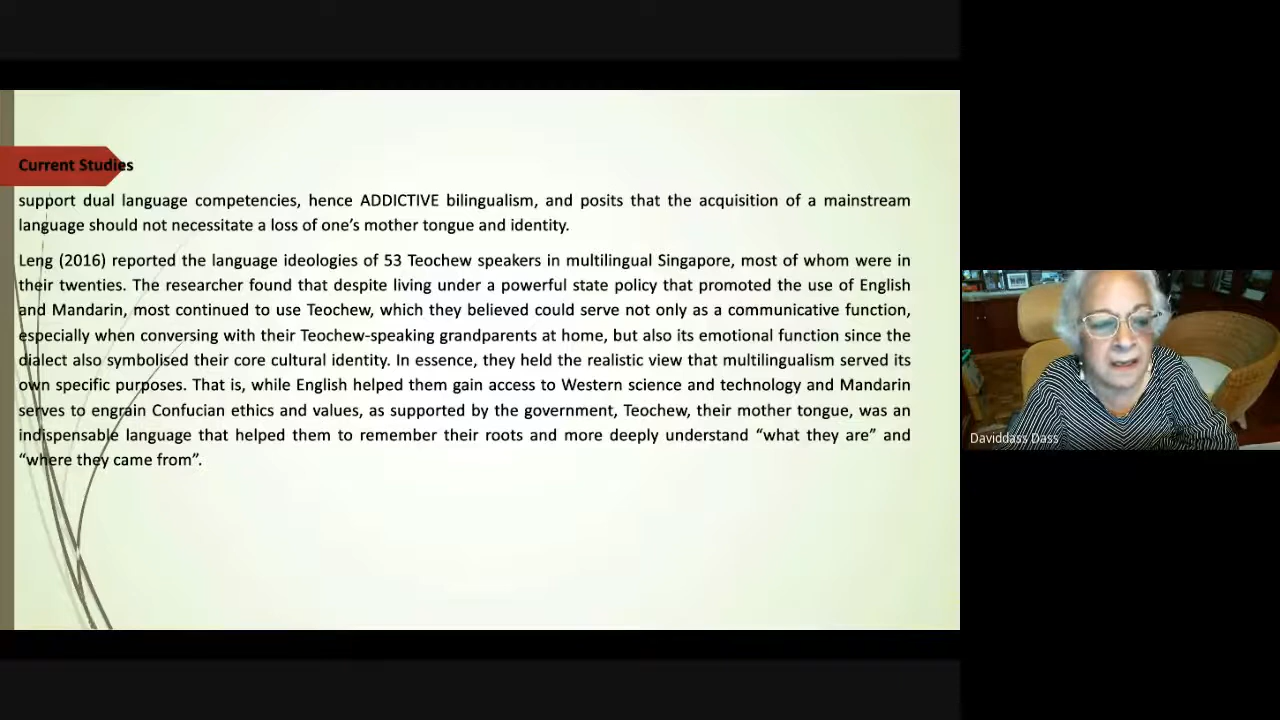 Current Studies
support dual language competencies, hence ADDICTIVE bilingualism, and posits that the acquisition of a mainstream
language should not necessitate a loss of one’s mother tongue and identity.
Leng (2016) reported the language ideologies of 53 Teochew speakers in multilingual Singapore, most of whom were in
their twenties. The researcher found that despite living under a powerful state policy that promoted the use of English
and Mandarin, most continued to use Teochew, which they believed could serve not only as a communicative function,
especially when conversing with their Teochew-speaking grandparents at home, but also its emotional function since the
dialect also symbolised their core cultural identity. In essence, they held the realistic view that multilingualism served its
own specific purposes. That is, while English helped them gain access to Western science and technology and Mandarin
serves to engrain Confucian ethics and values, as supported by the government, Teochew, their mother tongue, was an
indispensable language that helped them to remember their roots and more deeply understand “what they are” and
“where they came from”.
Daviddass Dass